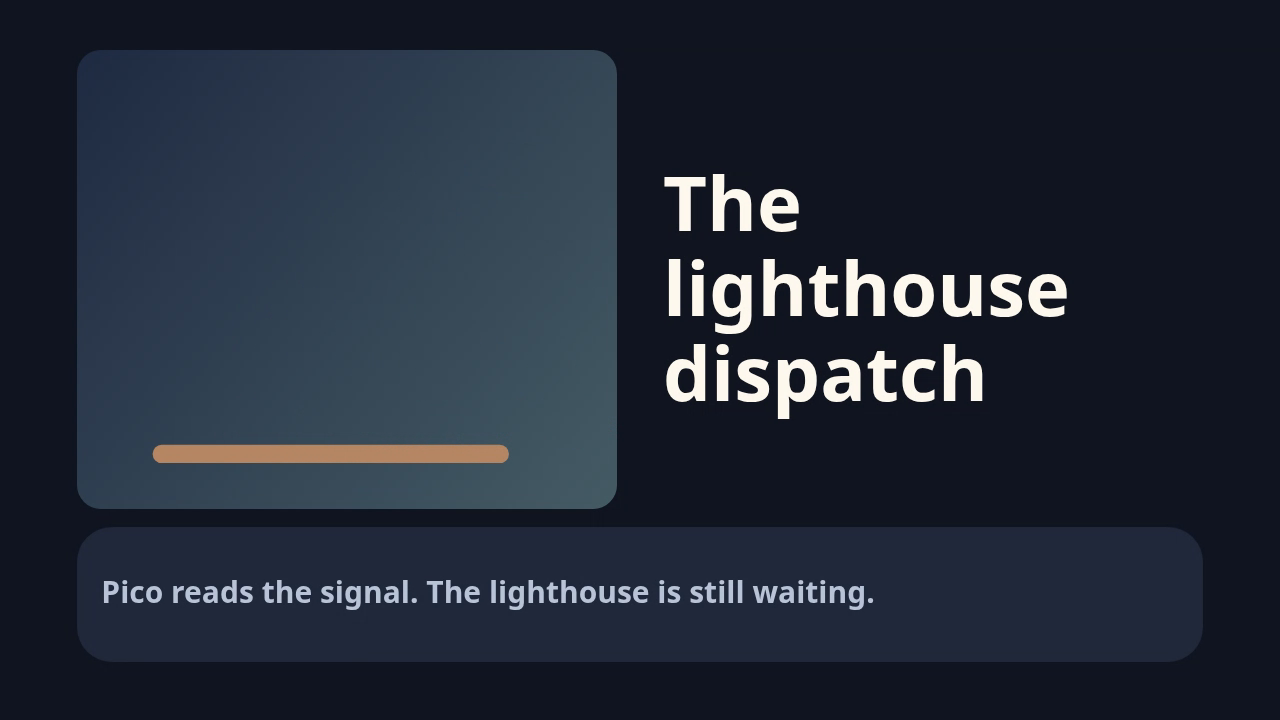 The
lighthouse
dispatch
Pico reads the signal. The lighthouse is still waiting.